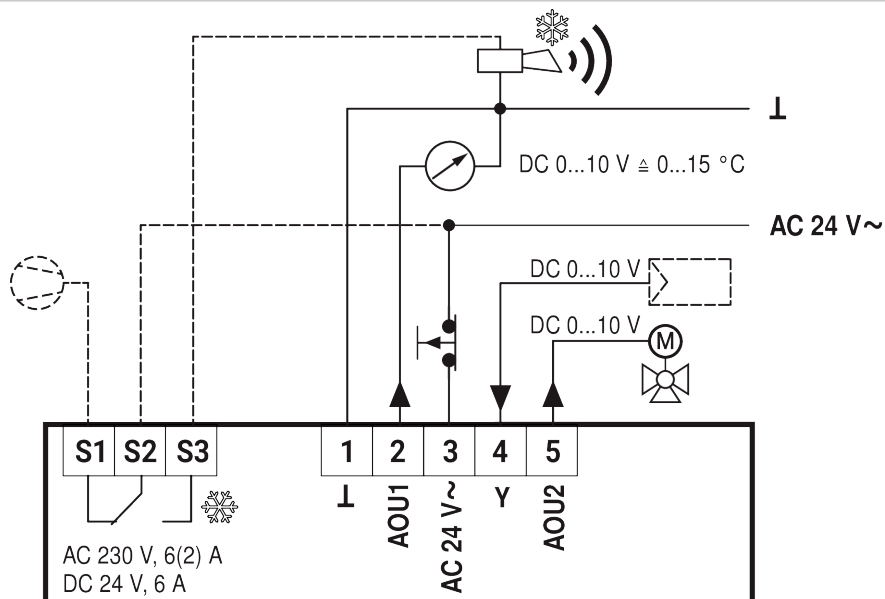 ⊥
DC 0...10 V ≙ 0...15 °C
AC 24 V~
DC 0...10 V
DC 0...10 V
M
S1 S2 S3 1 2 3 4 5
⊥ AOU1 AC 24 V~ Y AOU2
AC 230 V, 6(2) A
DC 24 V, 6 A